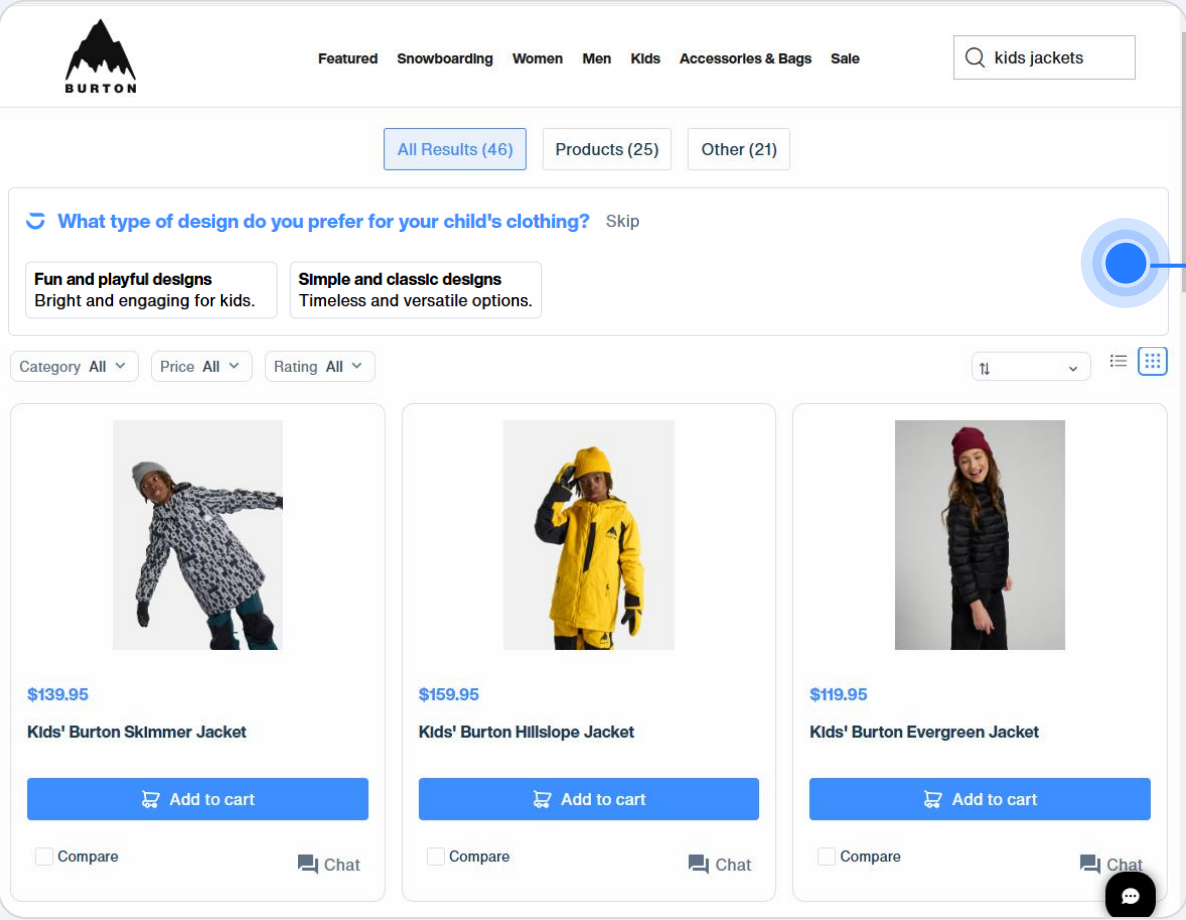 BURTON
Featured Snowboarding Women Men Kids Accessories & Bags Sale
kids jackets
All Results (46) Products (25) Other (21)
What type of design do you prefer for your child's clothing? Skip
Fun and playful designs
Bright and engaging for kids.
Simple and classic designs
Timeless and versatile options.
Category All Price All Rating All
$139.95
Kids' Burton Skimmer Jacket
Add to cart
Compare
Chat
$159.95
Kids' Burton Hillslope Jacket
Add to cart
Compare
Chat
$119.95
Kids' Burton Evergreen Jacket
Add to cart
Compare
Chat